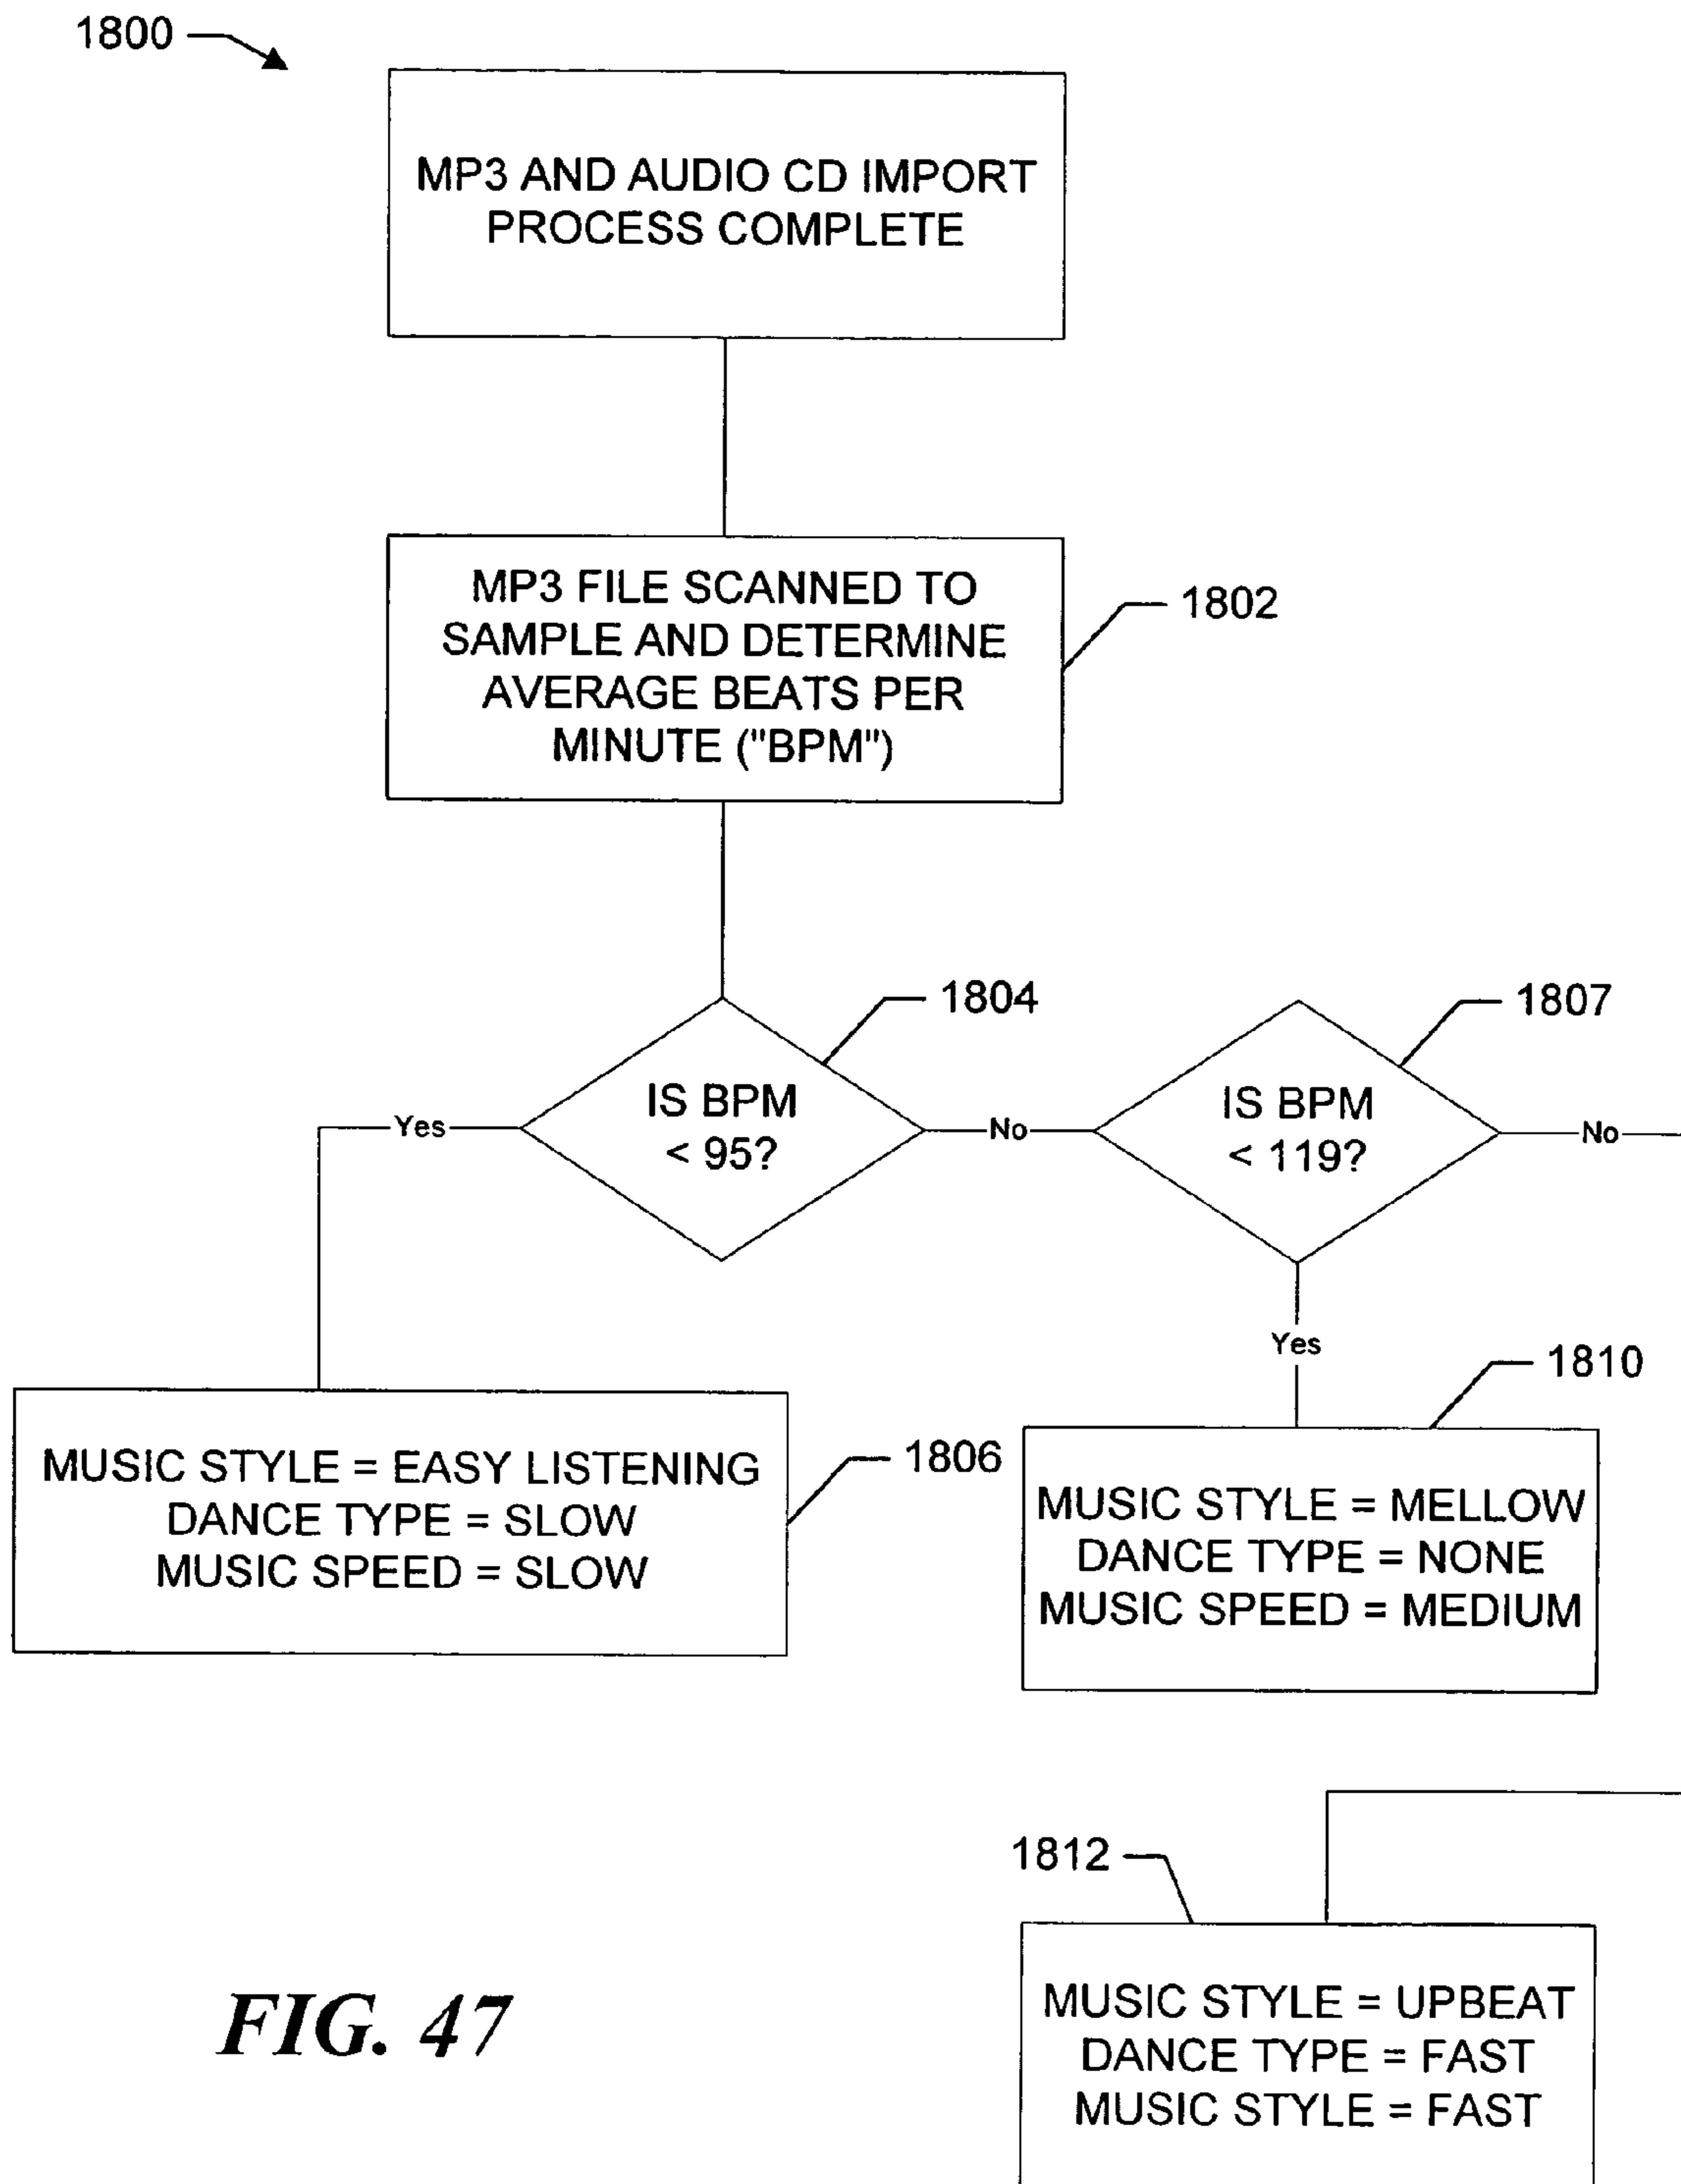 1800
MP3 AND AUDIO CD IMPORT
PROCESS COMPLETE
MP3 FILE SCANNED TO
SAMPLE AND DETERMINE
AVERAGE BEATS PER
MINUTE ("BPM")
1802
1804
IS BPM
< 95?
Yes
No
1807
IS BPM
< 119?
No
Yes
MUSIC STYLE = EASY LISTENING
DANCE TYPE = SLOW
MUSIC SPEED = SLOW
1806
1810
MUSIC STYLE = MELLOW
DANCE TYPE = NONE
MUSIC SPEED = MEDIUM
1812
MUSIC STYLE = UPBEAT
DANCE TYPE = FAST
MUSIC STYLE = FAST
FIG. 47